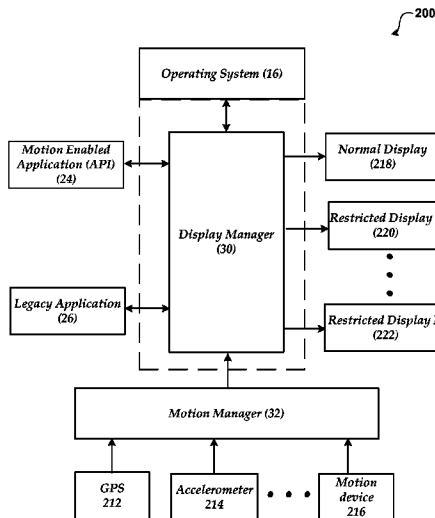 200
Operating System (16)
Motion Enabled
Application (API)
(24)
Normal Display
(218)
Restricted Display
(220)
Display Manager
(30)
Legacy Application
(26)
Restricted Display
(222)
Motion Manager (32)
GPS
212
Accelerometer
214
Motion
device
216